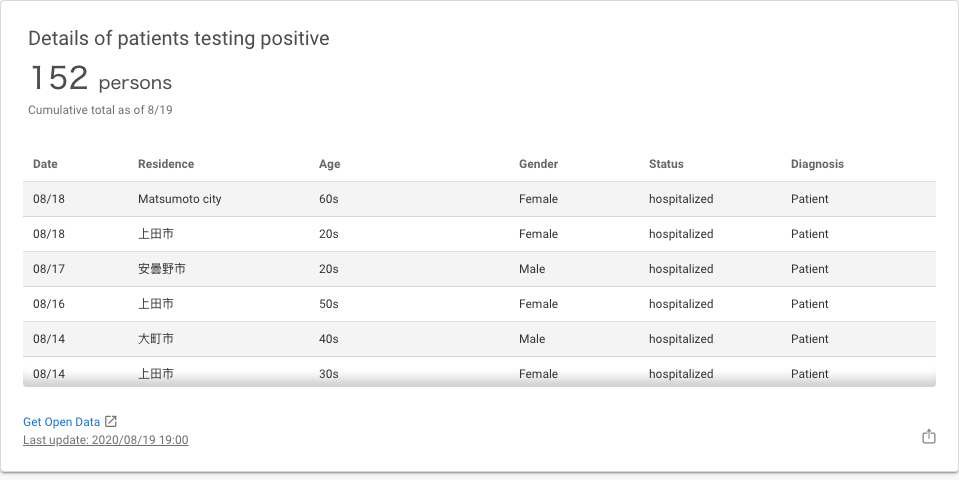 Details of patients testing positive
152 persons
Cumulative total as of 8/19
Date Residence Age Gender Status Diagnosis
08/18 Matsumoto city 60s Female hospitalized Patient
08/18 上田市 20s Female hospitalized Patient
08/17 安曇野市 20s Male hospitalized Patient
08/16 上田市 50s Female hospitalized Patient
08/14 大町市 40s Male hospitalized Patient
08/14 上田市 30s Female hospitalized Patient
Get Open Data
Last update: 2020/08/19 19:00